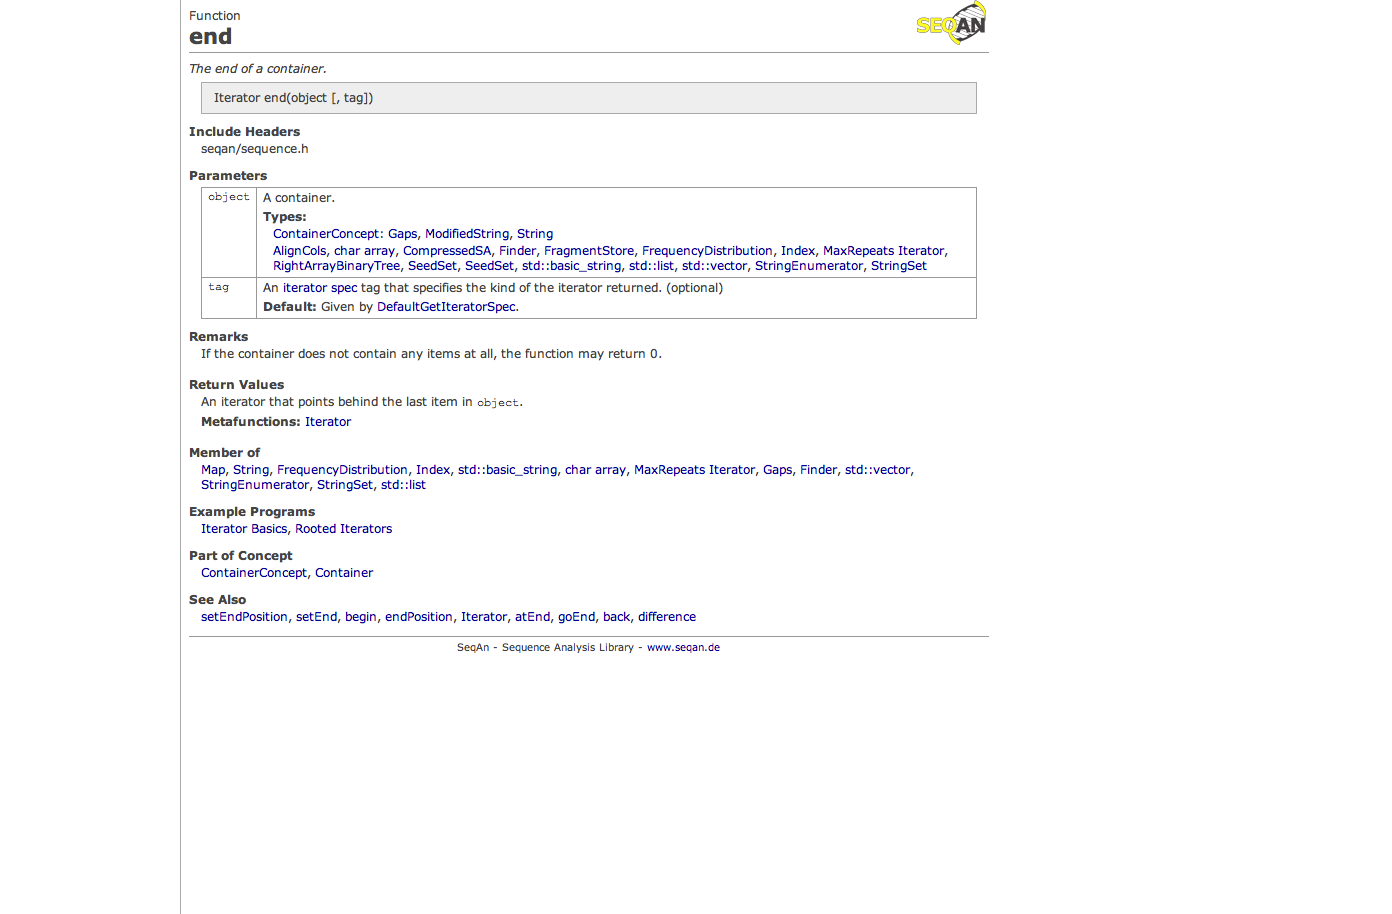 Function
end
SEQAN
The end of a container.
Iterator end(object [, tag])
Include Headers
seqan/sequence.h
Parameters
object A container.
Types:
ContainerConcept: Gaps, ModifiedString, String
AlignCols, char array, CompressedSA, Finder, FragmentStore, FrequencyDistribution, Index, MaxRepeats Iterator,
RightArrayBinaryTree, SeedSet, SeedSet, std::basic_string, std::list, std::vector, StringEnumerator, StringSet
tag An iterator spec tag that specifies the kind of the iterator returned. (optional)
Default: Given by DefaultGetIteratorSpec.
Remarks
If the container does not contain any items at all, the function may return 0.
Return Values
An iterator that points behind the last item in object.
Metafunctions: Iterator
Member of
Map, String, FrequencyDistribution, Index, std::basic_string, char array, MaxRepeats Iterator, Gaps, Finder, std::vector,
StringEnumerator, StringSet, std::list
Example Programs
Iterator Basics, Rooted Iterators
Part of Concept
ContainerConcept, Container
See Also
setEndPosition, setEnd, begin, endPosition, Iterator, atEnd, goEnd, back, difference
SeqAn - Sequence Analysis Library - www.seqan.de